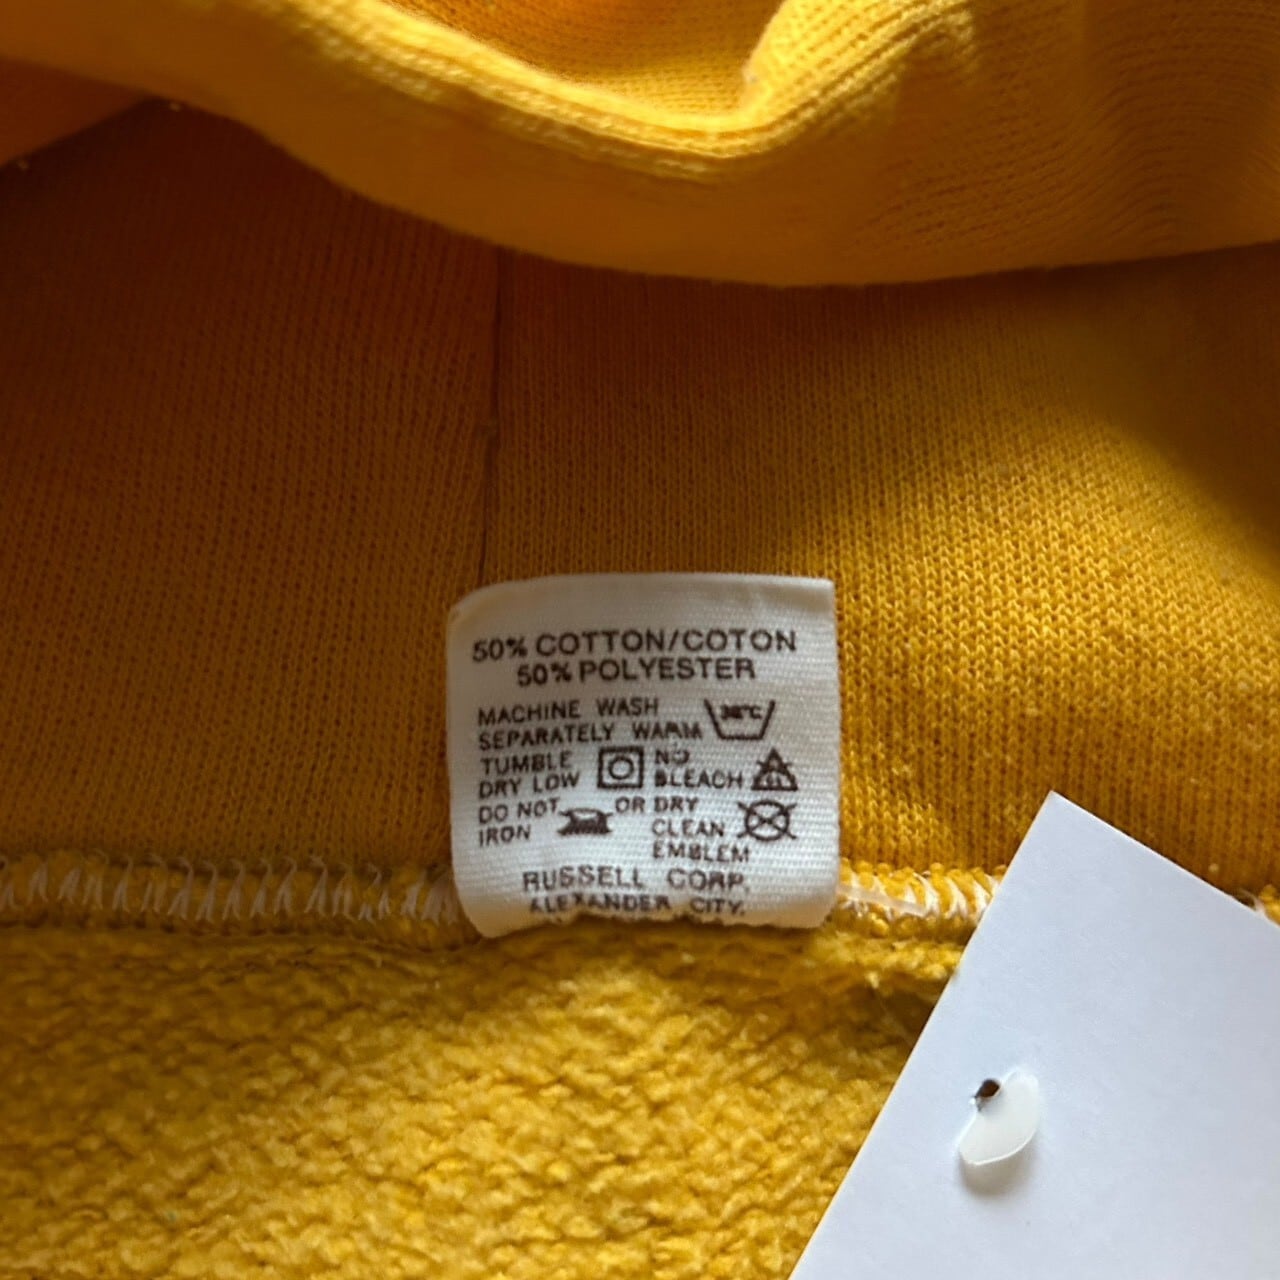 50% COTTON/COTON
50% POLYESTER
MACHINE WASH
SEPARATELY WARM
TUMBLE
DRY LOW
NO
BLEACH
CL
DO NOT
IRON
OR DRY
CLEAN
EMBLEM
RUSSELL CORP.
ALEXANDER CITY,